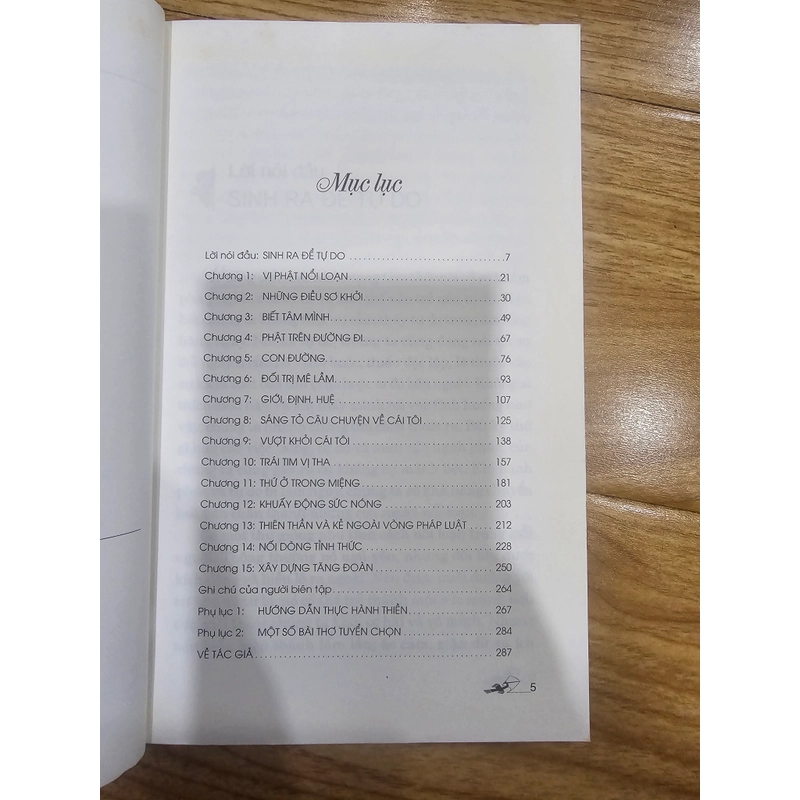 Mục lục
Lời nói đầu: SINH RA ĐỂ TỰ DO ........ 7
Chương 1: VỊ PHẬT NỔI LOẠN ........ 21
Chương 2: NHỮNG ĐIỀU SƠ KHỞI ........ 30
Chương 3: BIẾT TÂM MÌNH ........ 49
Chương 4: PHẬT TRÊN ĐƯỜNG ĐI ........ 67
Chương 5: CON ĐƯỜNG ........ 76
Chương 6: ĐỐI TRỊ MÊ LẦM ........ 93
Chương 7: GIỚI, ĐỊNH, HUỆ ........ 107
Chương 8: SÁNG TỎ CÂU CHUYỆN VỀ CÁI TÔI ........ 125
Chương 9: VƯỢT KHỎI CÁI TÔI ........ 138
Chương 10: TRÁI TIM VỊ THA ........ 157
Chương 11: THỨ Ở TRONG MIỆNG ........ 181
Chương 12: KHUẤY ĐỘNG SỨC NÓNG ........ 203
Chương 13: THIÊN THẦN VÀ KẺ NGOÀI VÒNG PHÁP LUẬT ..... 212
Chương 14: NỐI DÒNG TỈNH THỨC ........ 228
Chương 15: XÂY DỰNG TĂNG ĐOÀN ........ 250
Ghi chú của người biên tập ........ 264
Phụ lục 1: HƯỚNG DẪN THỰC HÀNH THIỀN ........ 267
Phụ lục 2: MỘT SỐ BÀI THƠ TUYỂN CHỌN ........ 284
VỀ TÁC GIẢ ........ 287
5